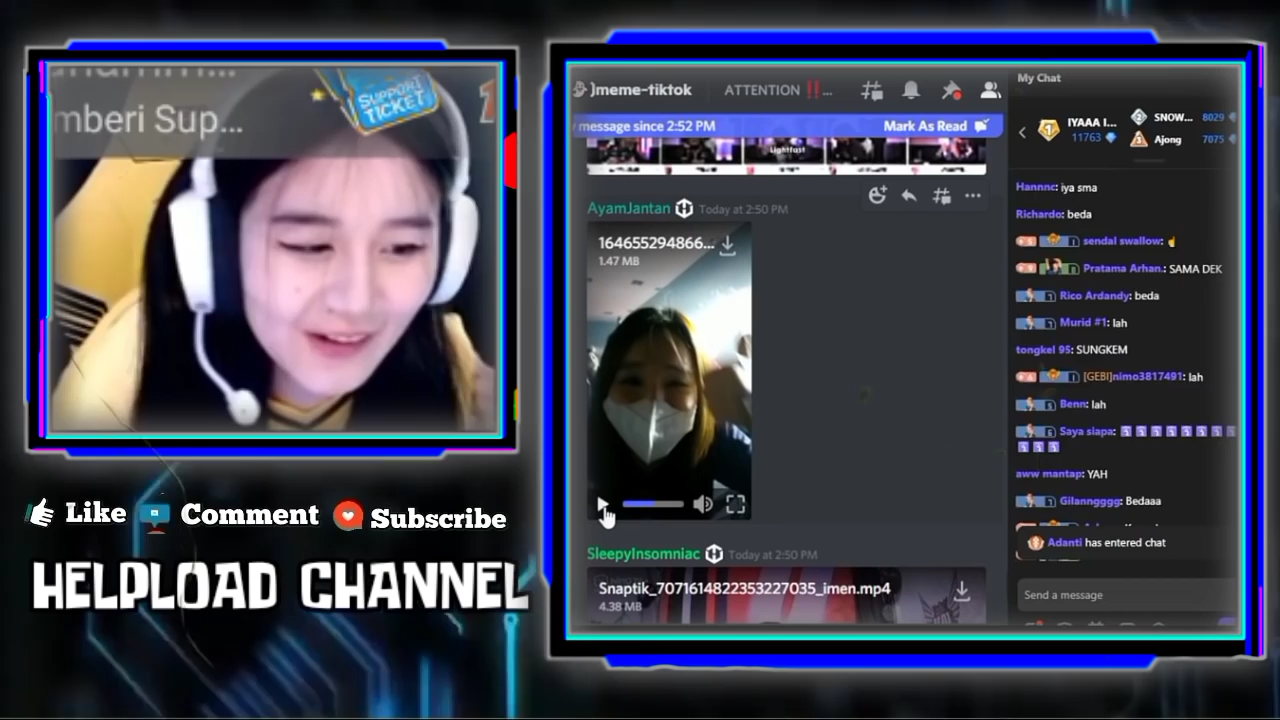 mberi Sup...
SUPPORT
TICKET
Like
Comment
Subscribe
HELPLOAD CHANNEL
)meme-tiktok
ATTENTION ‼️...
message since 2:52 PM
Mark As Read
Lightfast
AyamJantan
Today at 2:50 PM
164655294866...
1.47 MB
SleepyInsomniac
Today at 2:50 PM
Snaptik_7071614822353227035_imen.mp4
4.38 MB
My Chat
1
IYAAA I...
11763
2
SNOW...
8029
3
Ajong
7075
Hannnc: iya sma
Richardo: beda
sendal swallow: ☝
Pratama Arhan.: SAMA DEK
Rico Ardandy: beda
Murid #1: lah
tongkel 95: SUNGKEM
[GEBI]nimo3817491: lah
Benn: lah
Saya siapa:
aww mantap: YAH
Gilanngggg: Bedaaa
Adanti has entered chat
Send a message